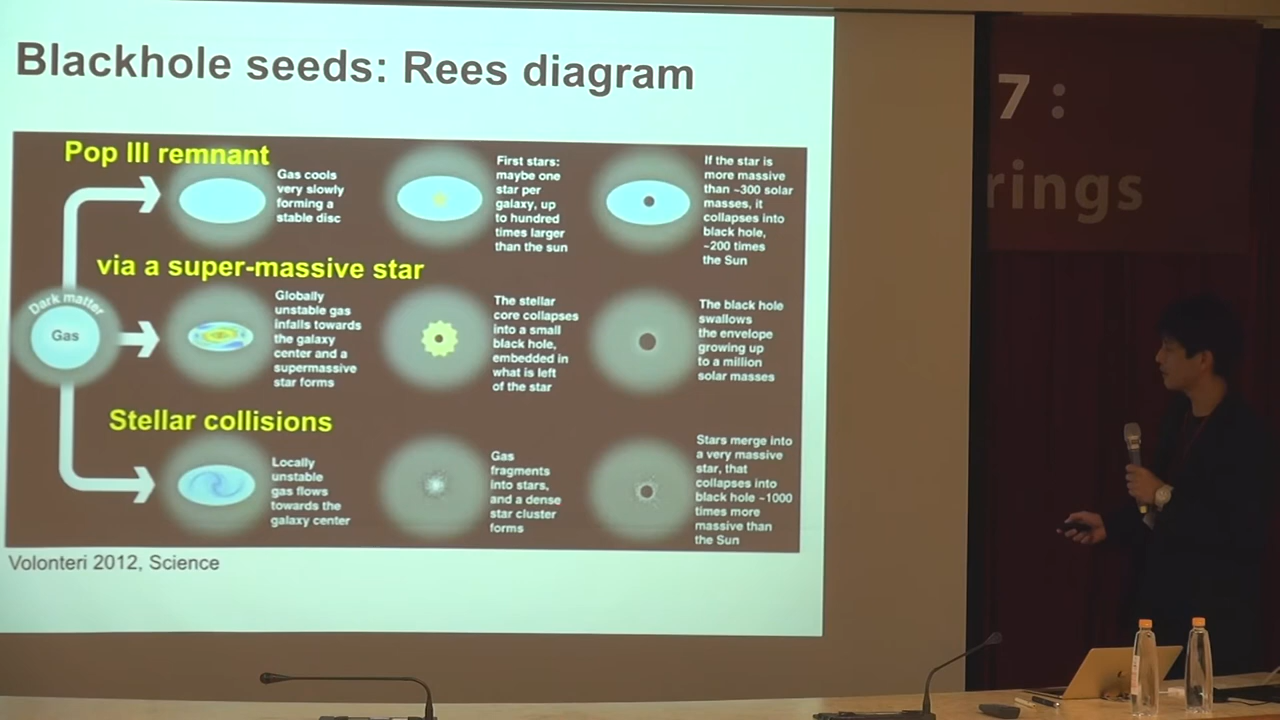 Blackhole seeds: Rees diagram
Pop III remnant
Gas cools
very slowly
forming a
stable disc
First stars:
maybe one
star per
galaxy, up
to hundred
times larger
than the sun
If the star is
more massive
than ~300 solar
masses, it
collapses into
black hole,
~200 times
the Sun
via a super-massive star
Dark matter
Gas
Globally
unstable gas
infalls towards
the galaxy
center and a
supermassive
star forms
The stellar
core collapses
into a small
black hole,
embedded in
what is left
of the star
The black hole
swallows
the envelope
growing up
to a million
solar masses
Stellar collisions
Locally
unstable
gas flows
towards the
galaxy center
Gas
fragments
into stars,
and a dense
star cluster
forms
Stars merge into
a very massive
star, that
collapses into
black hole ~1000
times more
massive than
the Sun
Volonteri 2012, Science
7 :
rings